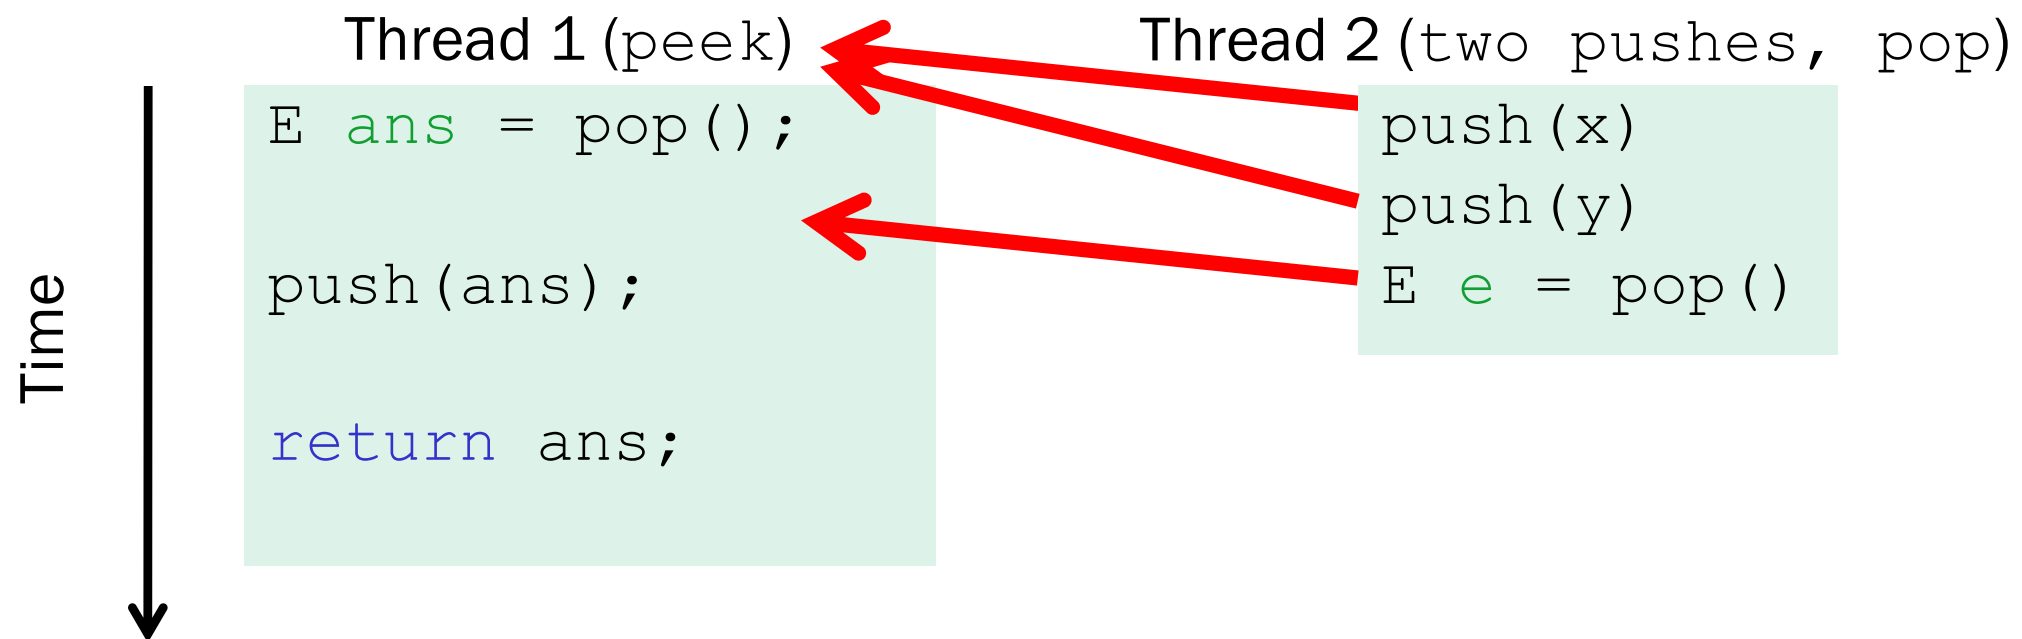 Thread 1 (peek)
E ans = pop();
push(ans);
return ans;
Thread 2 (two pushes, pop)
push(x)
push(y)
E e = pop()
Time